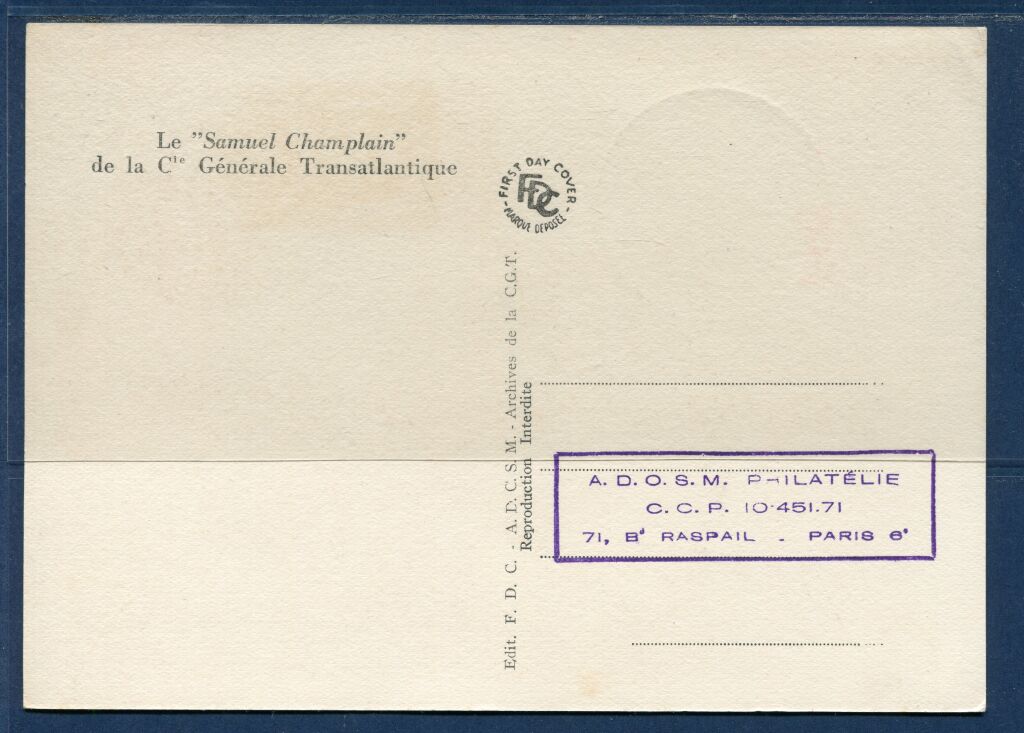 Le "Samuel Champlain"
de la Cie Générale Transatlantique
- FIRST DAY COVER -
FDC
MARQUE DEPOSÉE
Edit. F. D. C. - A. D. C. S. M. - Archives de la C.G.T.
Reproduction Interdite
A. D. O. S. M. PHILATÉLIE
C. C. P. 10-451.71
71, Bd RASPAIL - PARIS 6e